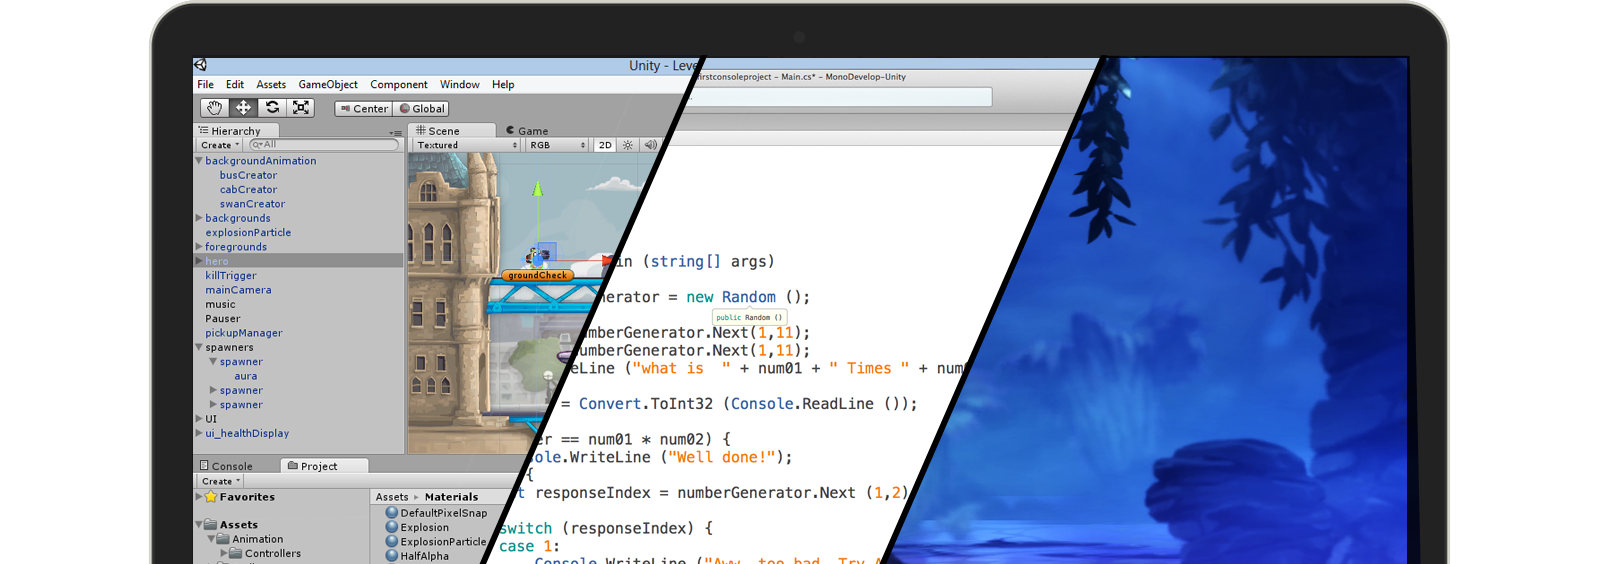 Unity - Leve
File Edit Assets GameObject Component Window Help
Center Global
Hierarchy
Create All
backgroundAnimation
busCreator
cabCreator
swanCreator
backgrounds
explosionParticle
foregrounds
hero
killTrigger
mainCamera
music
Pauser
pickupManager
spawners
spawner
aura
spawner
spawner
UI
ui_healthDisplay
Scene Game
Textured RGB 2D
groundCheck
Console Project
Create
Favorites
Assets
Animation
Controllers
Assets Materials
DefaultPixelSnap
Explosion
ExplosionParticle
HalfAlpha
irstconsoleproject - Main.cs* - MonoDevelop-Unity
in (string[] args)
nerator = new Random ();
public Random ()
umberGenerator.Next(1,11);
umberGenerator.Next(1,11);
eLine ("what is  " + num01 + " Times " + num
= Convert.ToInt32 (Console.ReadLine ());
er == num01 * num02) {
sole.WriteLine ("Well done!");
{
t responseIndex = numberGenerator.Next (1,2)
switch (responseIndex) {
case 1:
Console.WriteLine ("Aww, too bad. Try A